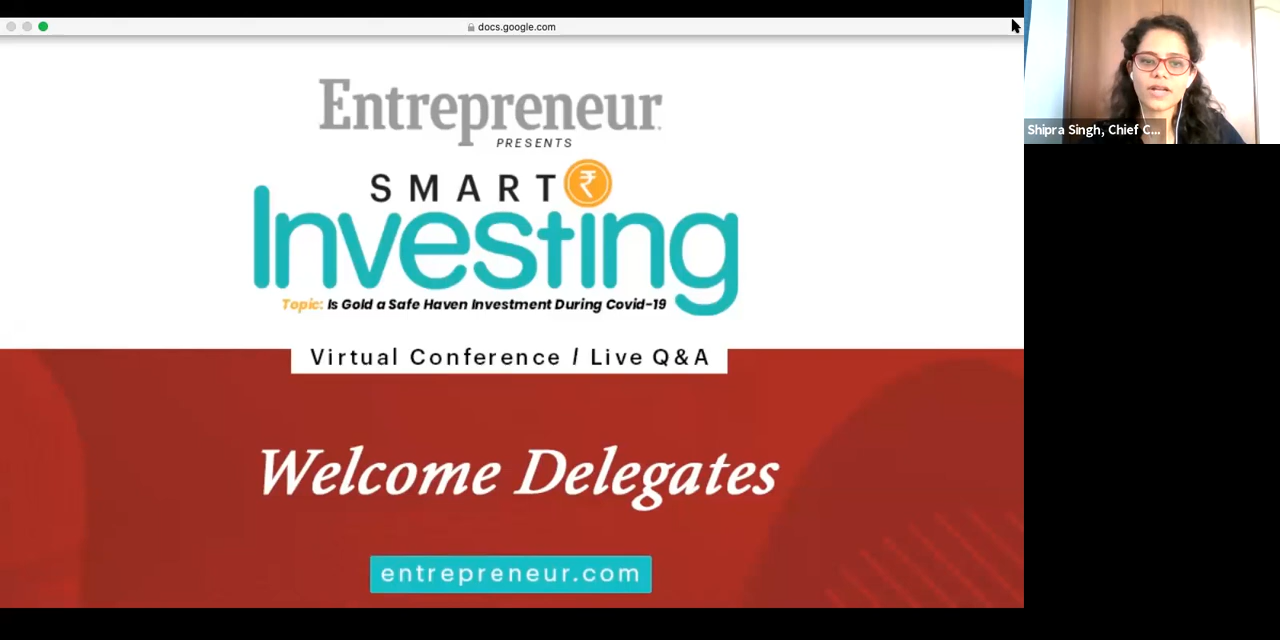 docs.google.com
Entrepreneur
PRESENTS
SMART ₹
Investing
Topic: Is Gold a Safe Haven Investment During Covid-19
Virtual Conference / Live Q&A
Welcome Delegates
entrepreneur.com
Shipra Singh, Chief C...